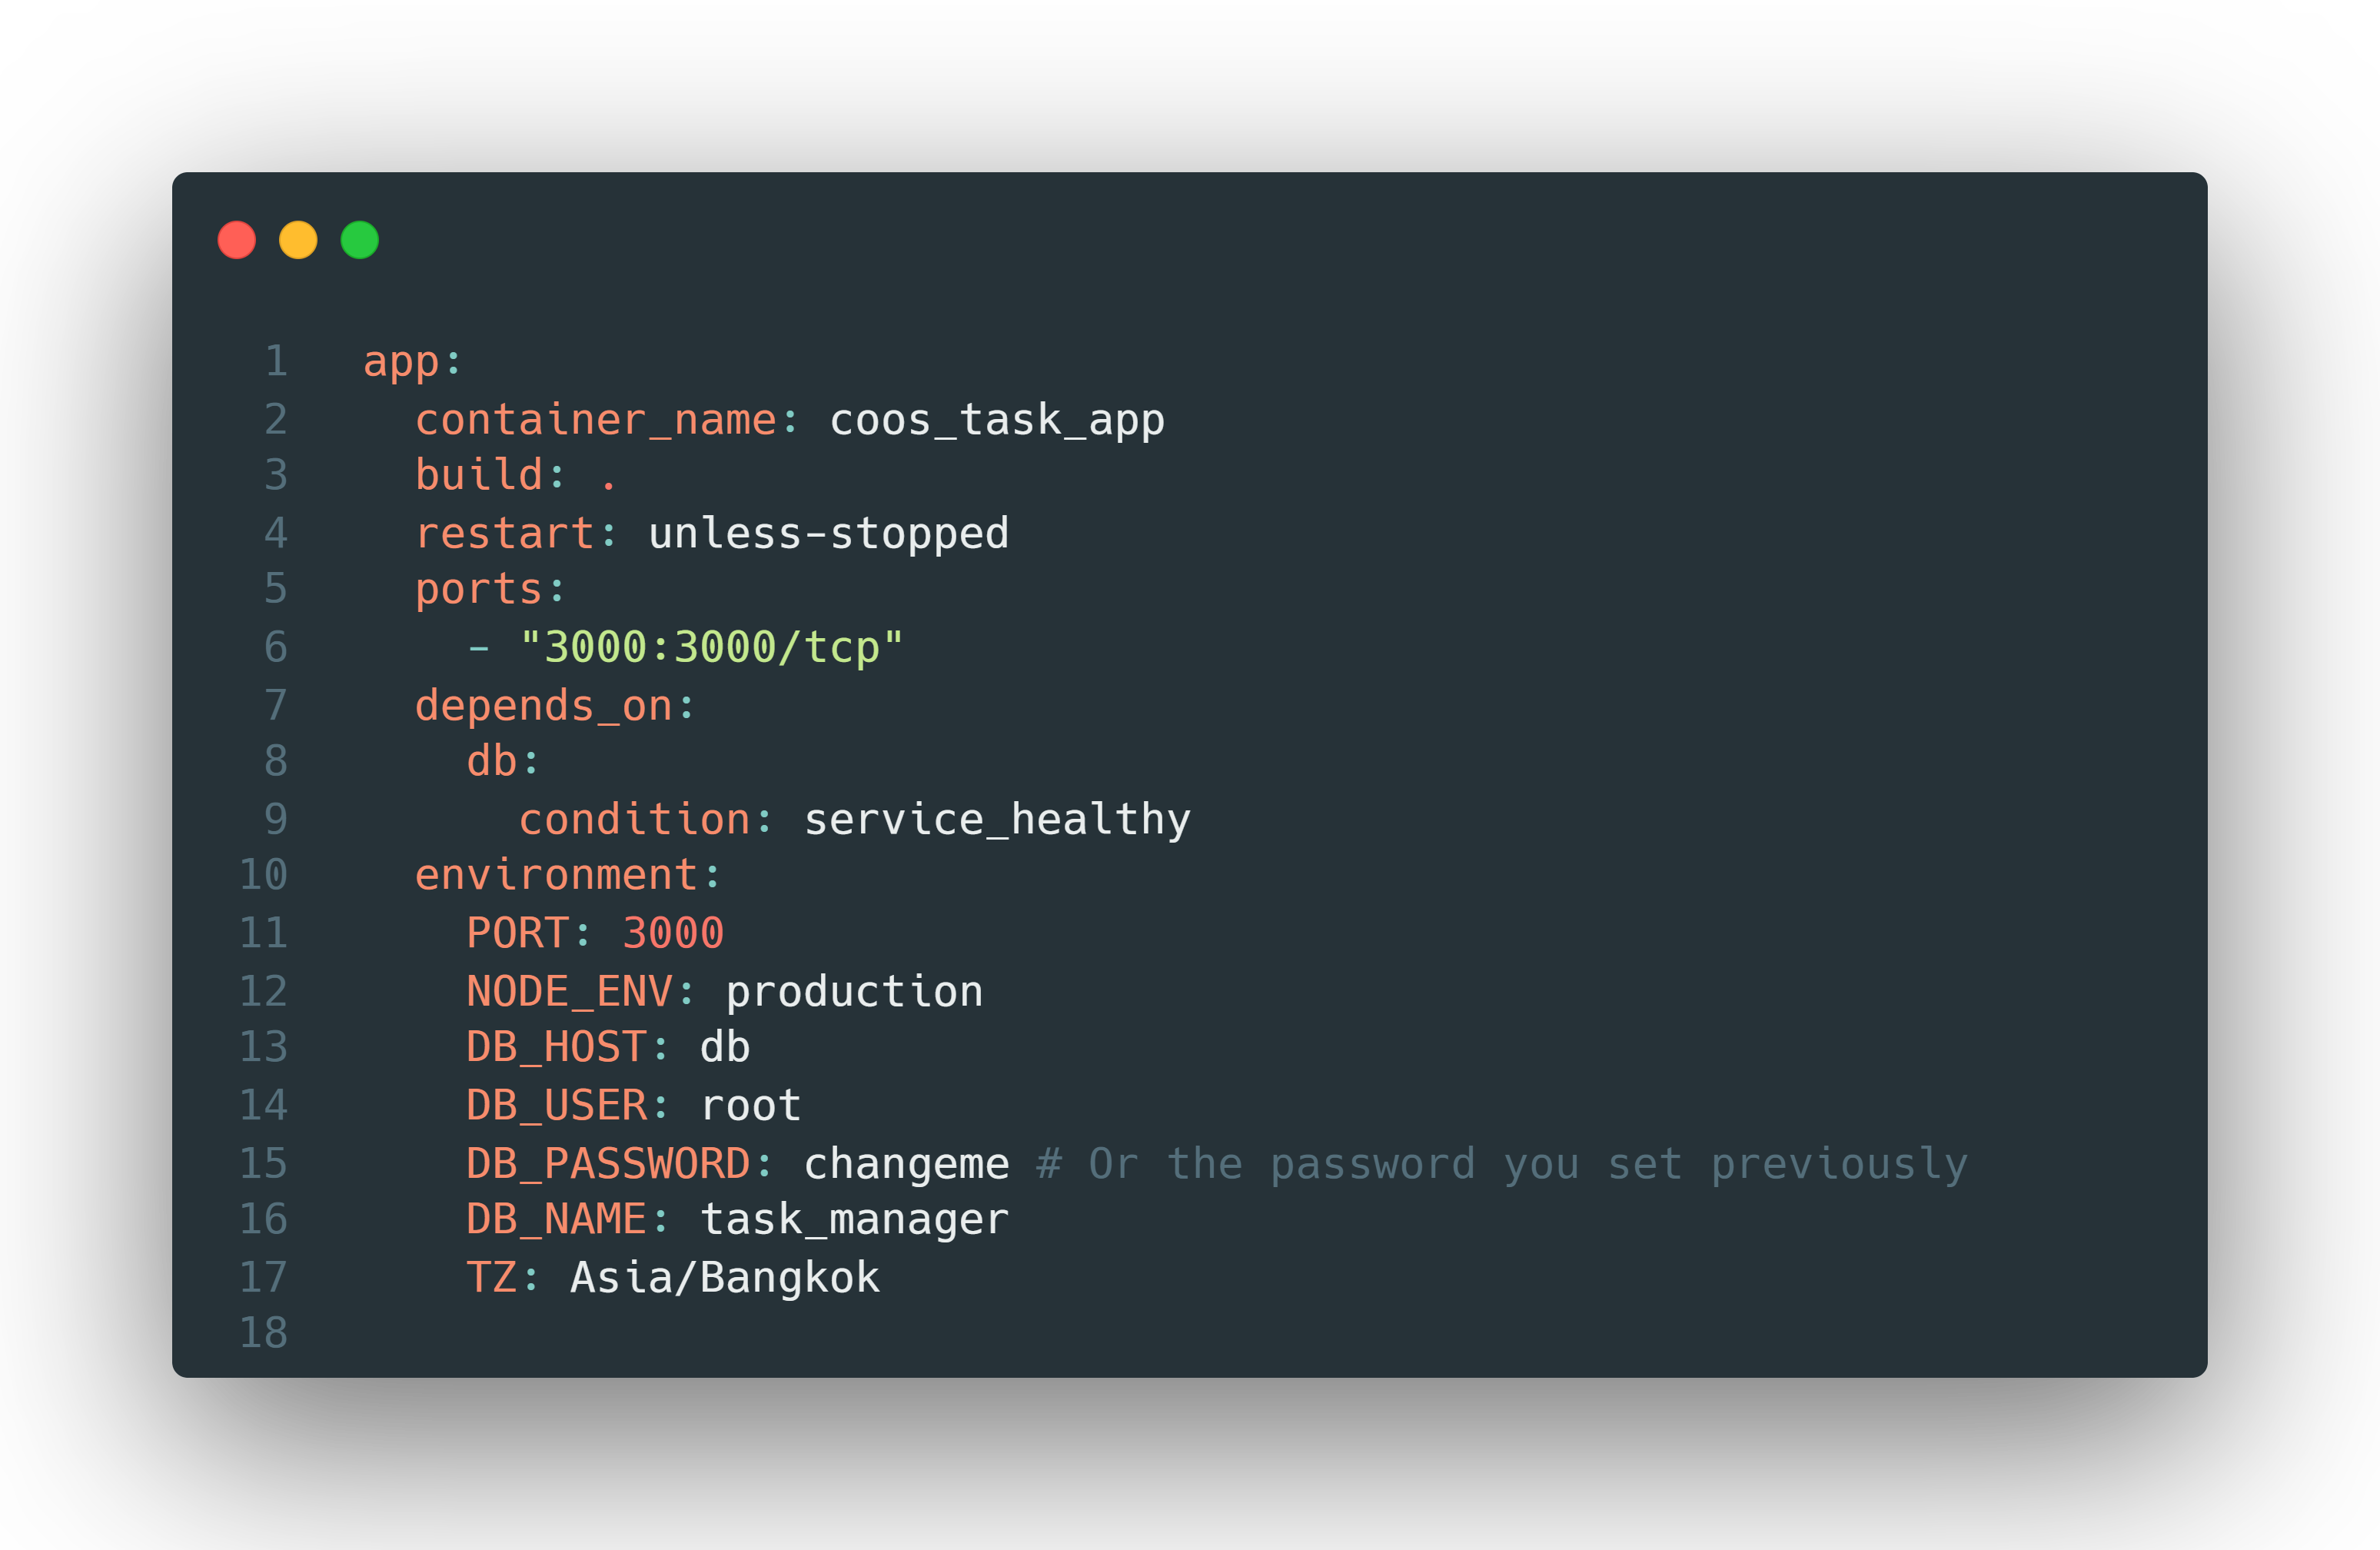 1 app:
2   container_name: coos_task_app
3   build: .
4   restart: unless-stopped
5   ports:
6     - "3000:3000/tcp"
7   depends_on:
8     db:
9       condition: service_healthy
10   environment:
11     PORT: 3000
12     NODE_ENV: production
13     DB_HOST: db
14     DB_USER: root
15     DB_PASSWORD: changeme # Or the password you set previously
16     DB_NAME: task_manager
17     TZ: Asia/Bangkok
18